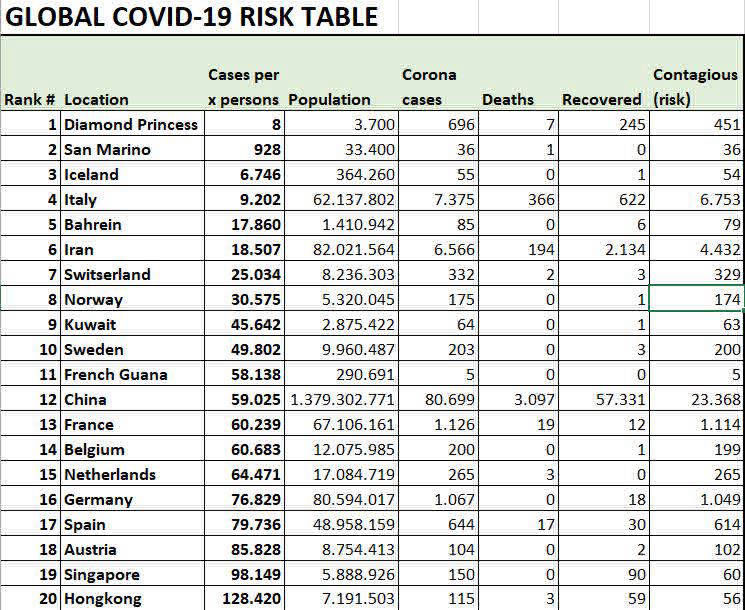 GLOBAL COVID-19 RISK TABLE
Cases per Corona Contagious
Rank # Location x persons Population cases Deaths Recovered (risk)
1 Diamond Princess 8 3.700 696 7 245 451
2 San Marino 928 33.400 36 1 0 36
3 Iceland 6.746 364.260 55 0 1 54
4 Italy 9.202 62.137.802 7.375 366 622 6.753
5 Bahrein 17.860 1.410.942 85 0 6 79
6 Iran 18.507 82.021.564 6.566 194 2.134 4.432
7 Switserland 25.034 8.236.303 332 2 3 329
8 Norway 30.575 5.320.045 175 0 1 174
9 Kuwait 45.642 2.875.422 64 0 1 63
10 Sweden 49.802 9.960.487 203 0 3 200
11 French Guana 58.138 290.691 5 0 0 5
12 China 59.025 1.379.302.771 80.699 3.097 57.331 23.368
13 France 60.239 67.106.161 1.126 19 12 1.114
14 Belgium 60.683 12.075.985 200 0 1 199
15 Netherlands 64.471 17.084.719 265 3 0 265
16 Germany 76.829 80.594.017 1.067 0 18 1.049
17 Spain 79.736 48.958.159 644 17 30 614
18 Austria 85.828 8.754.413 104 0 2 102
19 Singapore 98.149 5.888.926 150 0 90 60
20 Hongkong 128.420 7.191.503 115 3 59 56